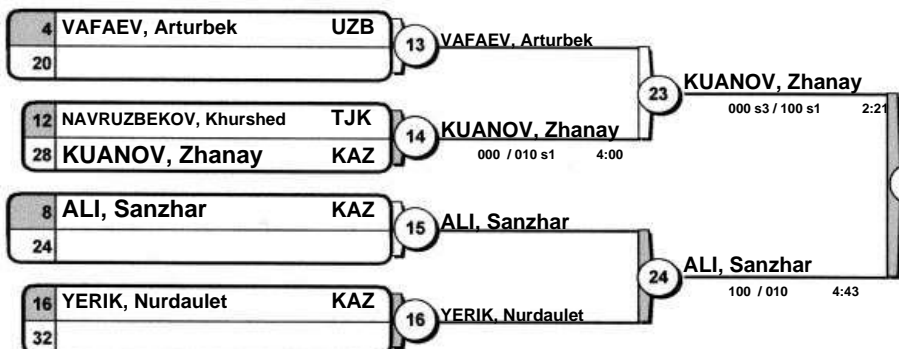 4 VAFAEV, Arturbek UZB
20
13
VAFAEV, Arturbek
12 NAVRUZBEKOV, Khurshed TJK
28 KUANOV, Zhanay KAZ
14
KUANOV, Zhanay
000 / 010 s1 4:00
23
KUANOV, Zhanay
000 s3 / 100 s1 2:21
8 ALI, Sanzhar KAZ
24
15
ALI, Sanzhar
16 YERIK, Nurdaulet KAZ
32
16
YERIK, Nurdaulet
24
ALI, Sanzhar
100 / 010 4:43